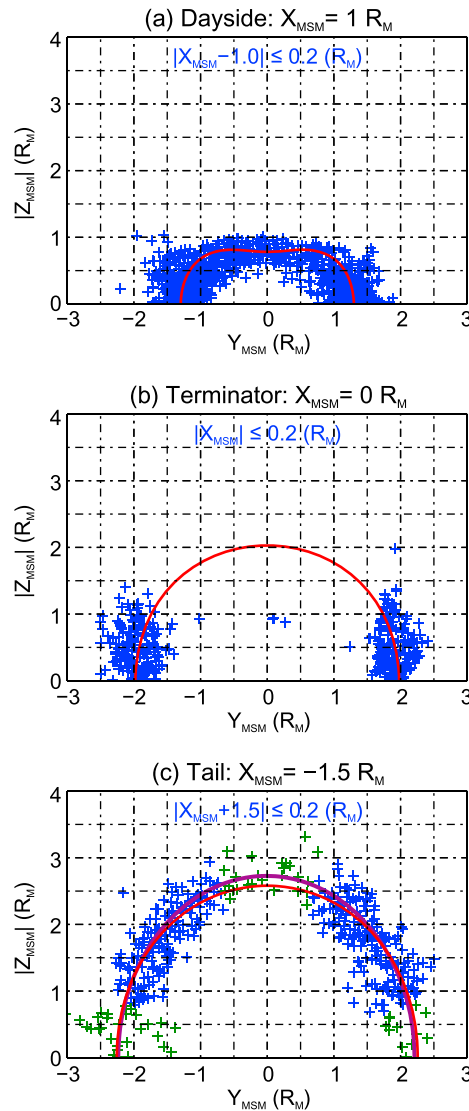 (a) Dayside: X_MSM= 1 R_M
|X_MSM−1.0| ≤ 0.2 (R_M)
4
3
2
1
0
|Z_MSM| (R_M)
−3 −2 −1 0 1 2 3
Y_MSM (R_M)
(b) Terminator: X_MSM= 0 R_M
|X_MSM| ≤ 0.2 (R_M)
4
3
2
1
0
|Z_MSM| (R_M)
−3 −2 −1 0 1 2 3
Y_MSM (R_M)
(c) Tail: X_MSM= −1.5 R_M
|X_MSM+1.5| ≤ 0.2 (R_M)
4
3
2
1
0
|Z_MSM| (R_M)
−3 −2 −1 0 1 2 3
Y_MSM (R_M)